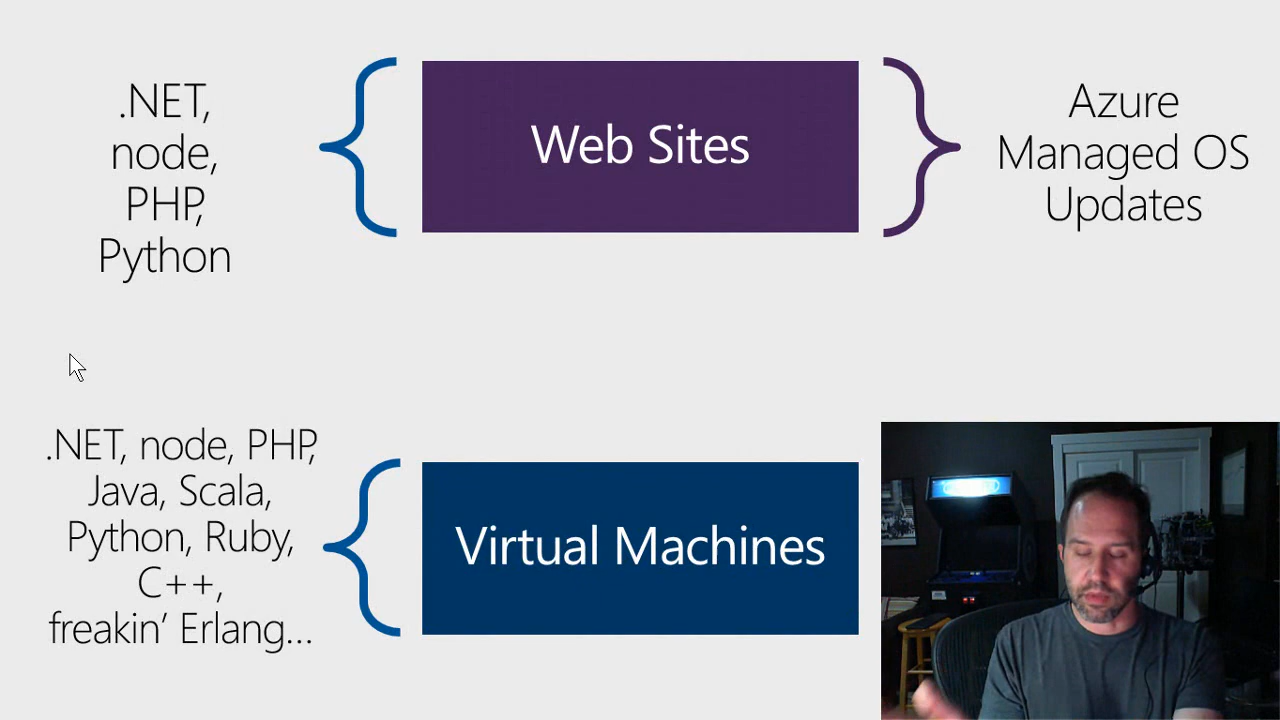 .NET,
node,
PHP,
Python
Web Sites
Azure
Managed OS
Updates
.NET, node, PHP,
Java, Scala,
Python, Ruby,
C++,
freakin’ Erlang...
Virtual Machines